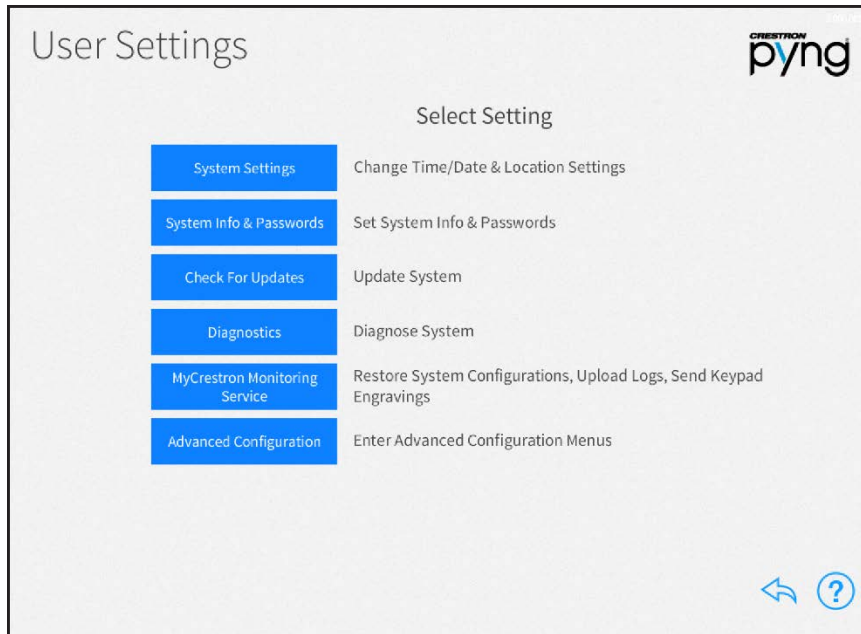 User Settings
CRESTRON
pyng
Select Setting
System Settings
Change Time/Date & Location Settings
System Info & Passwords
Set System Info & Passwords
Check For Updates
Update System
Diagnostics
Diagnose System
MyCrestron Monitoring
Service
Restore System Configurations, Upload Logs, Send Keypad
Engravings
Advanced Configuration
Enter Advanced Configuration Menus
?